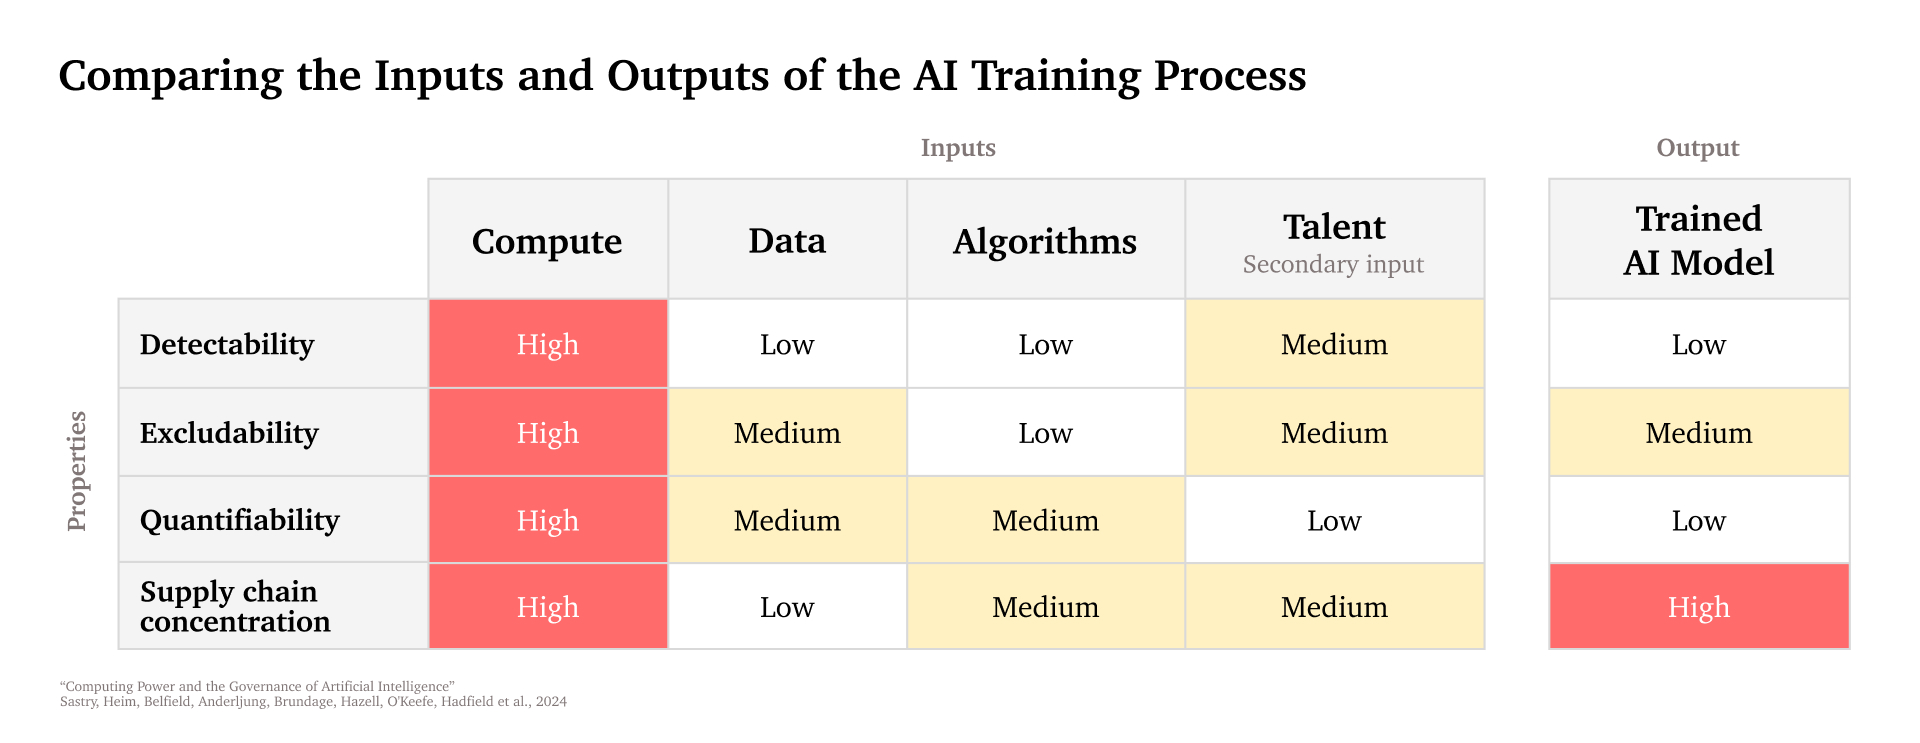 Comparing the Inputs and Outputs of the AI Training Process
Inputs
Output
Compute
Data
Algorithms
Talent
Secondary input
Trained
AI Model
Properties
Detectability
High
Low
Low
Medium
Low
Excludability
High
Medium
Low
Medium
Medium
Quantifiability
High
Medium
Medium
Low
Low
Supply chain
concentration
High
Low
Medium
Medium
High
“Computing Power and the Governance of Artificial Intelligence”
Sastry, Heim, Belfield, Anderljung, Brundage, Hazell, O'Keefe, Hadfield et al., 2024